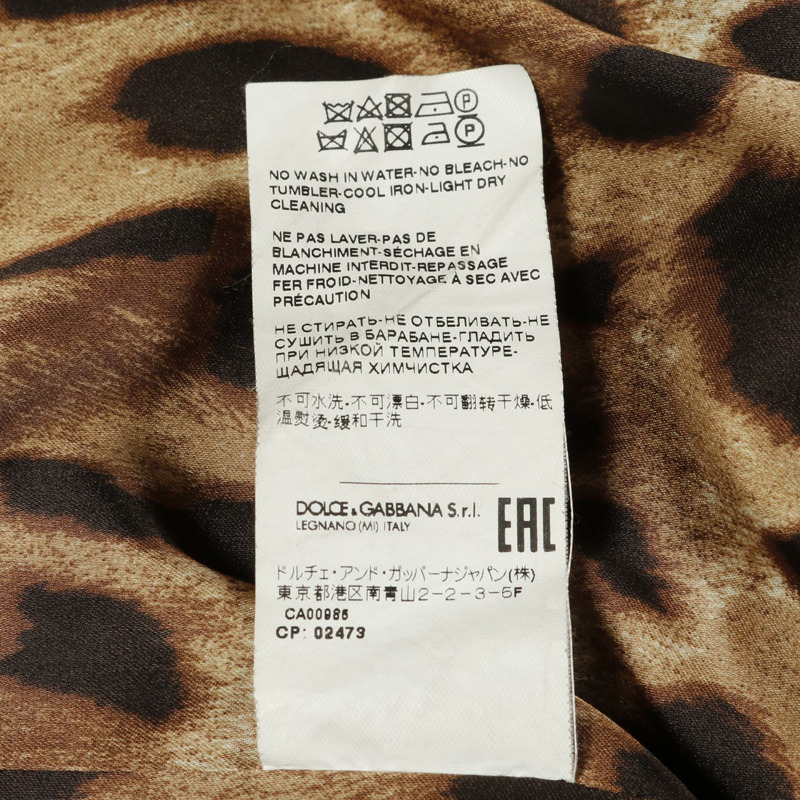 NO WASH IN WATER-NO BLEACH-NO
TUMBLER-COOL IRON-LIGHT DRY
CLEANING
NE PAS LAVER-PAS DE
BLANCHIMENT-SÉCHAGE EN
MACHINE INTERDIT-REPASSAGE
FER FROID-NETTOYAGE À SEC AVEC
PRÉCAUTION
НЕ СТИРАТЬ-НЕ ОТБЕЛИВАТЬ-НЕ
СУШИТЬ В БАРАБАНЕ-ГЛАДИТЬ
ПРИ НИЗКОЙ ТЕМПЕРАТУРЕ-
ЩАДЯЩАЯ ХИМЧИСТКА
不可水洗-不可漂白-不可翻转干燥-低
温熨烫-缓和干洗
DOLCE & GABBANA S.r.l.
LEGNANO (MI) ITALY
EAC
ドルチェ・アンド・ガッバーナジャパン(株)
東京都港区南青山2-2-3-5F
CA00986
CP: 02473